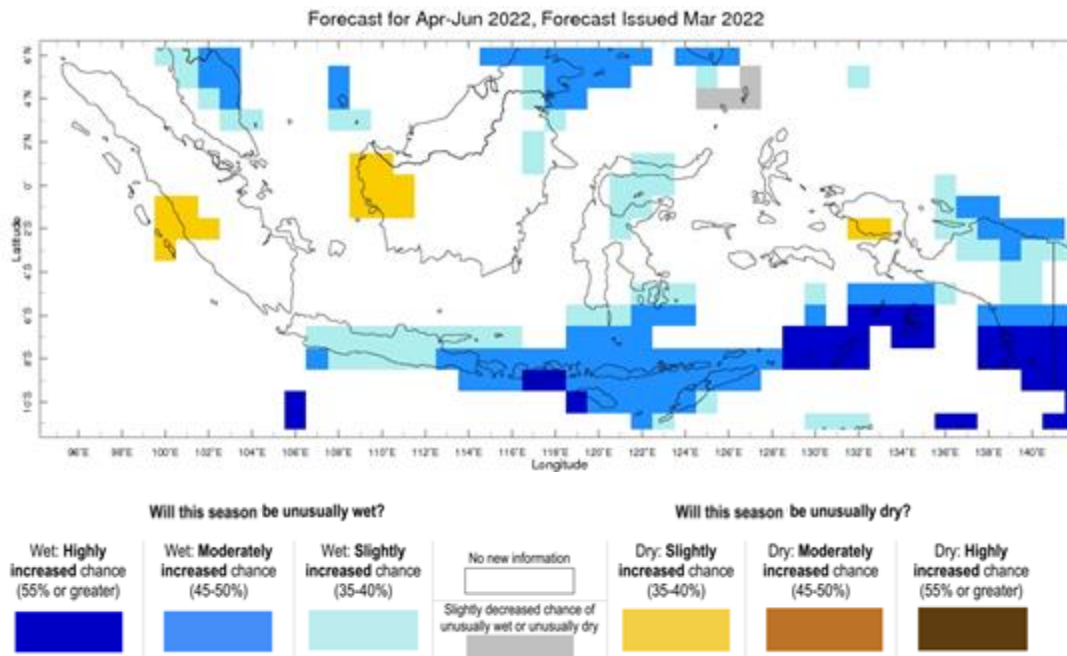 Forecast for Apr-Jun 2022, Forecast Issued Mar 2022
6°N
4°N
2°N
0°
2°S
4°S
6°S
8°S
10°S
Latitude
96°E 98°E 100°E 102°E 104°E 106°E 108°E 110°E 112°E 114°E 116°E 118°E 120°E 122°E 124°E 126°E 128°E 130°E 132°E 134°E 136°E 138°E 140°E
Longitude
Will this season be unusually wet?
Will this season be unusually dry?
Wet: Highly
increased chance
(55% or greater)
Wet: Moderately
increased chance
(45-50%)
Wet: Slightly
increased chance
(35-40%)
No new information
Slightly decreased chance of
unusually wet or unusually dry
Dry: Slightly
increased chance
(35-40%)
Dry: Moderately
increased chance
(45-50%)
Dry: Highly
increased chance
(55% or greater)